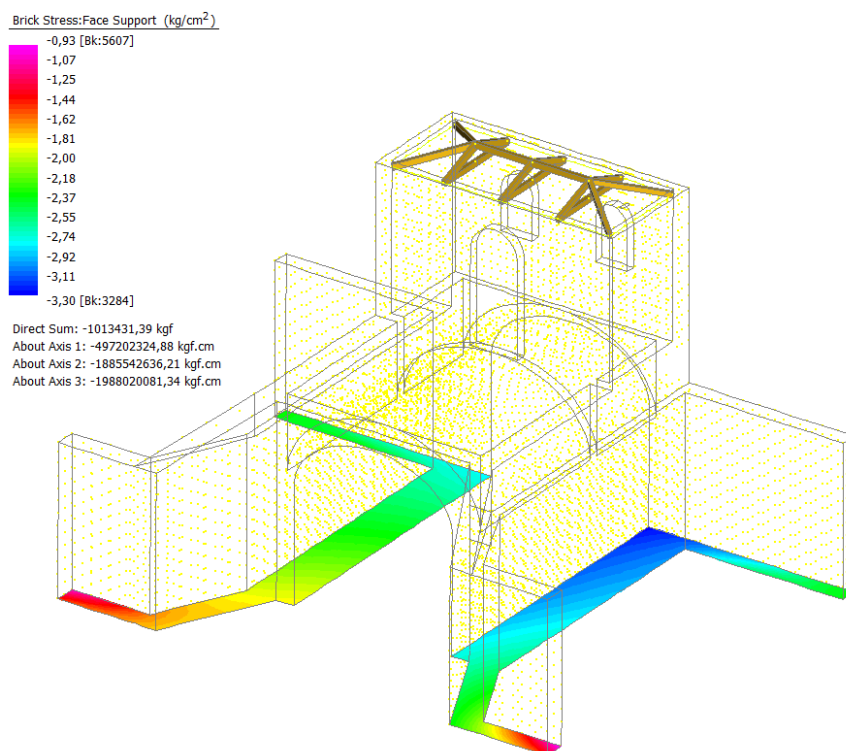 Brick Stress:Face Support (kg/cm²)
-0,93 [Bk:5607]
-1,07
-1,25
-1,44
-1,62
-1,81
-2,00
-2,18
-2,37
-2,55
-2,74
-2,92
-3,11
-3,30 [Bk:3284]
Direct Sum: -1013431,39 kgf
About Axis 1: -497202324,88 kgf.cm
About Axis 2: -1885542636,21 kgf.cm
About Axis 3: -1988020081,34 kgf.cm